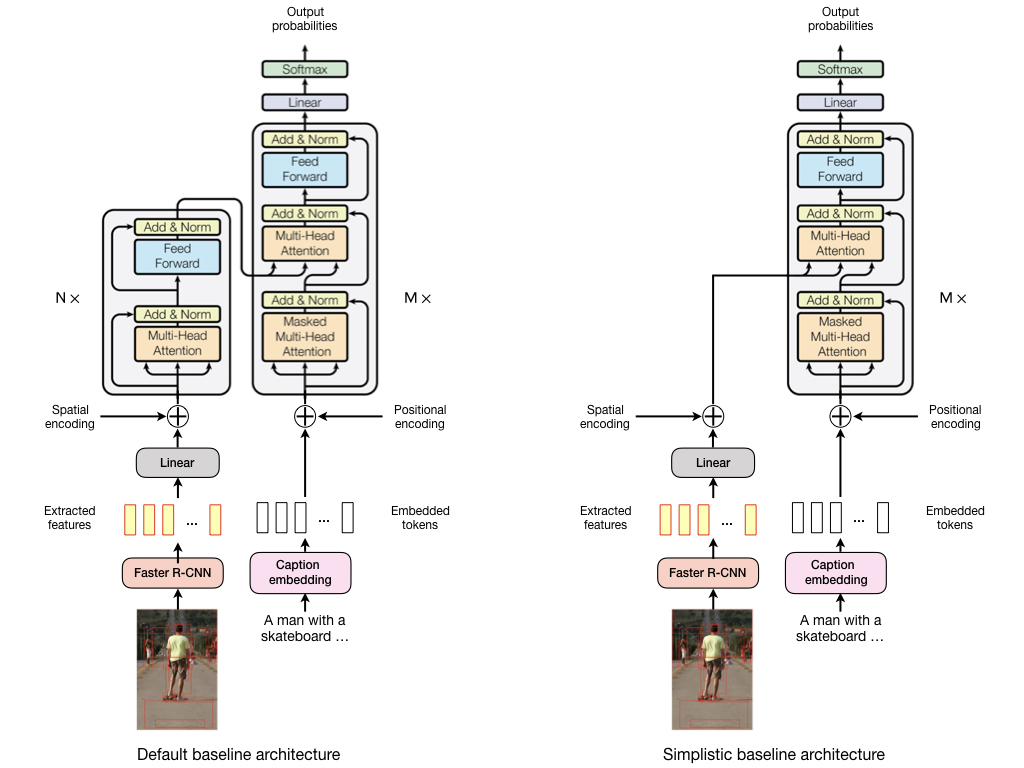 Output
probabilities
Softmax
Linear
Add & Norm
Feed
Forward
Add & Norm
Multi-Head
Attention
Add & Norm
Masked
Multi-Head
Attention
M ×
Add & Norm
Feed
Forward
N ×
Add & Norm
Multi-Head
Attention
Spatial
encoding
Positional
encoding
Linear
Extracted
features
...
...
Embedded
tokens
Faster R-CNN
Caption
embedding
A man with a
skateboard ...
Default baseline architecture
Output
probabilities
Softmax
Linear
Add & Norm
Feed
Forward
Add & Norm
Multi-Head
Attention
Add & Norm
Masked
Multi-Head
Attention
M ×
Spatial
encoding
Positional
encoding
Linear
Extracted
features
...
...
Embedded
tokens
Faster R-CNN
Caption
embedding
A man with a
skateboard ...
Simplistic baseline architecture